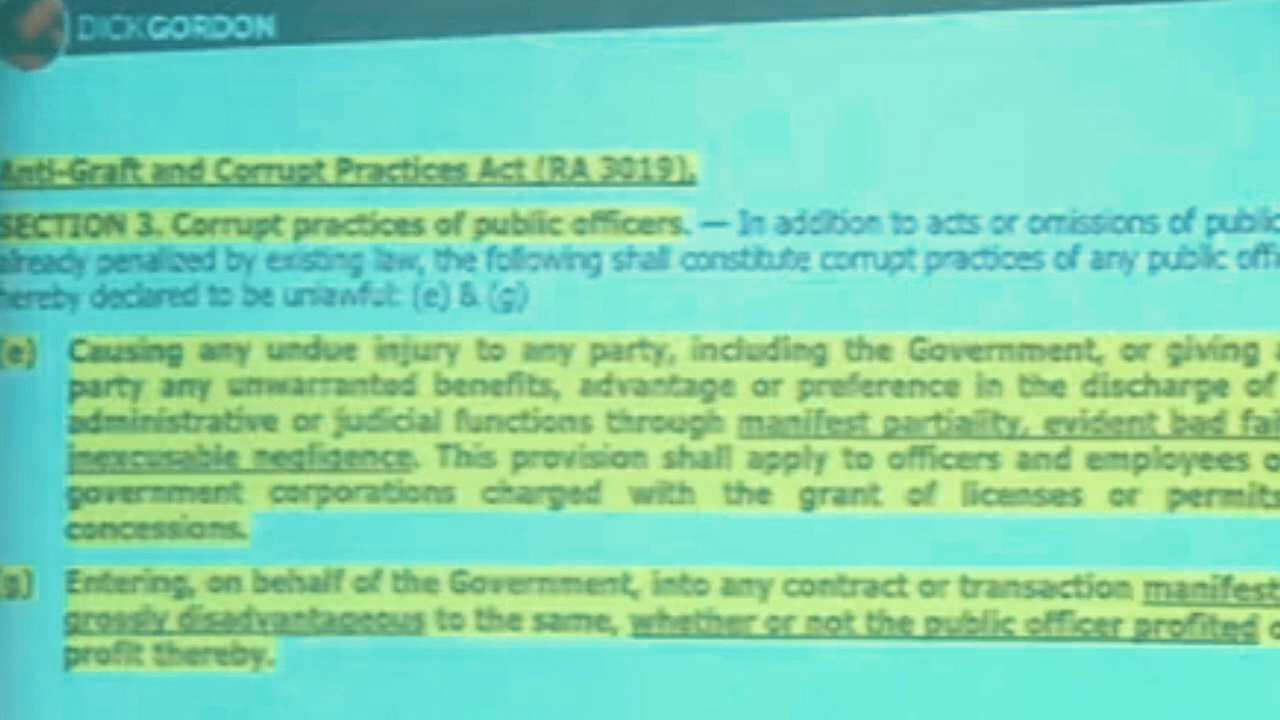 DICKGORDON
Anti-Graft and Corrupt Practices Act (RA 3019).
SECTION 3. Corrupt practices of public officers. — In addition to acts or omissions of public
already penalized by existing law, the following shall constitute corrupt practices of any public offi
hereby declared to be unlawful: (e) & (g)
(e) Causing any undue injury to any party, including the Government, or giving
party any unwarranted benefits, advantage or preference in the discharge of
administrative or judicial functions through manifest partiality, evident bad fai
inexcusable negligence. This provision shall apply to officers and employees
government corporations charged with the grant of licenses or permits
concessions.
(g) Entering, on behalf of the Government, into any contract or transaction manifest
grossly disadvantageous to the same, whether or not the public officer profited
profit thereby.